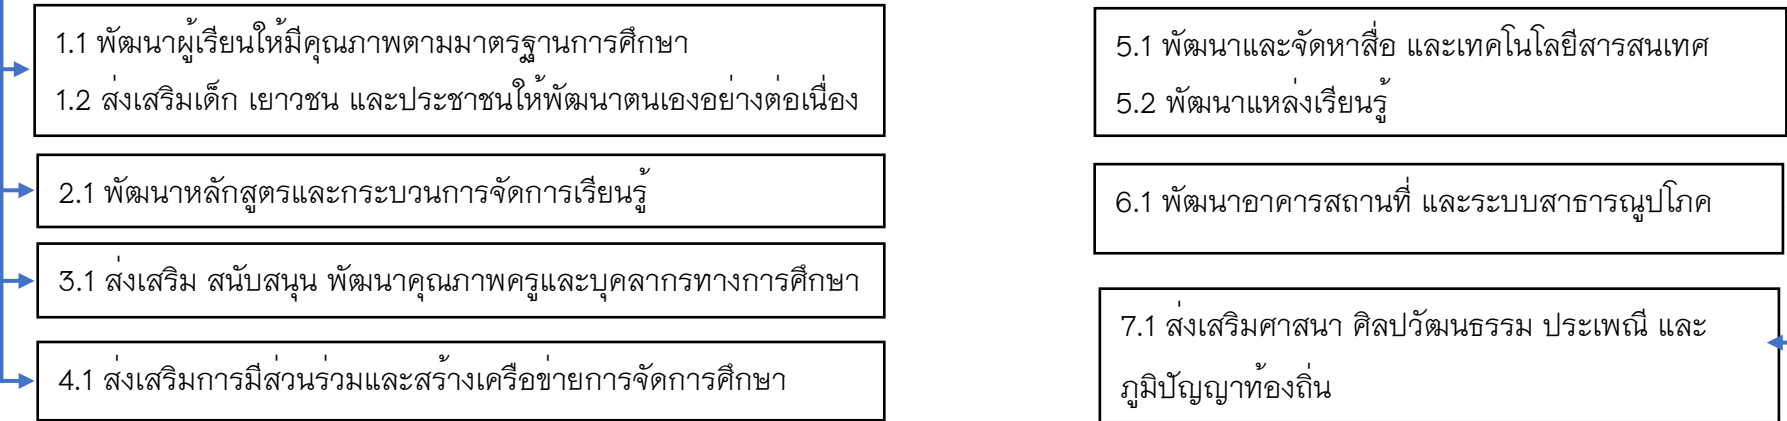 1.1 พัฒนาผู้เรียนให้มีคุณภาพตามมาตรฐานการศึกษา
1.2 ส่งเสริมเด็ก เยาวชน และประชาชนให้พัฒนาตนเองอย่างต่อเนื่อง
2.1 พัฒนาหลักสูตรและกระบวนการจัดการเรียนรู้
3.1 ส่งเสริม สนับสนุน พัฒนาคุณภาพครูและบุคลากรทางการศึกษา
4.1 ส่งเสริมการมีส่วนร่วมและสร้างเครือข่ายการจัดการศึกษา
5.1 พัฒนาและจัดหาสื่อ และเทคโนโลยีสารสนเทศ
5.2 พัฒนาแหล่งเรียนรู้
6.1 พัฒนาอาคารสถานที่ และระบบสาธารณูปโภค
7.1 ส่งเสริมศาสนา ศิลปวัฒนธรรม ประเพณี และ
ภูมิปัญญาท้องถิ่น